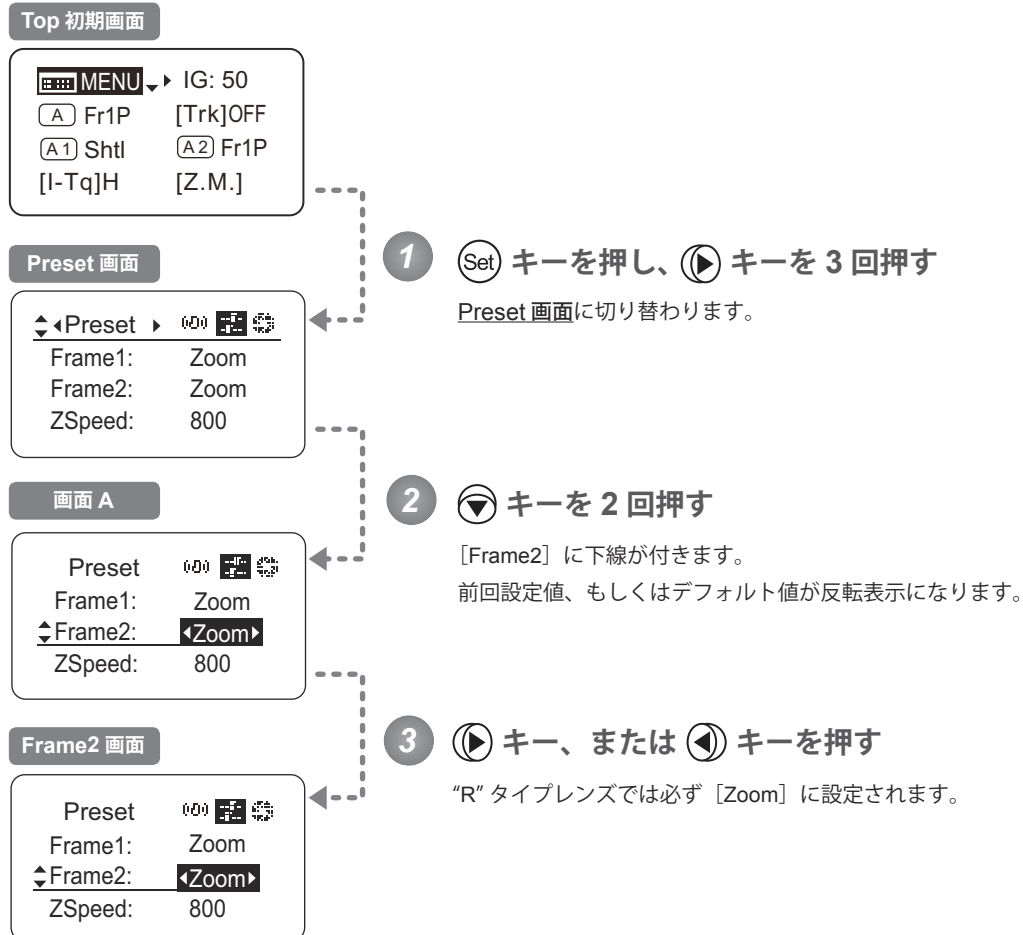 Top 初期画面
MENU IG: 50
A Fr1P [Trk]OFF
A1 Shtl A2 Fr1P
[I-Tq]H [Z.M.]
1 Set キーを押し、 キーを 3 回押す
Preset 画面に切り替わります。
Preset 画面
Preset
Frame1: Zoom
Frame2: Zoom
ZSpeed: 800
2 キーを 2 回押す
［Frame2］に下線が付きます。
前回設定値、もしくはデフォルト値が反転表示になります。
画面 A
Preset
Frame1: Zoom
Frame2: Zoom
ZSpeed: 800
3 キー、または キーを押す
“R” タイプレンズでは必ず［Zoom］に設定されます。
Frame2 画面
Preset
Frame1: Zoom
Frame2: Zoom
ZSpeed: 800